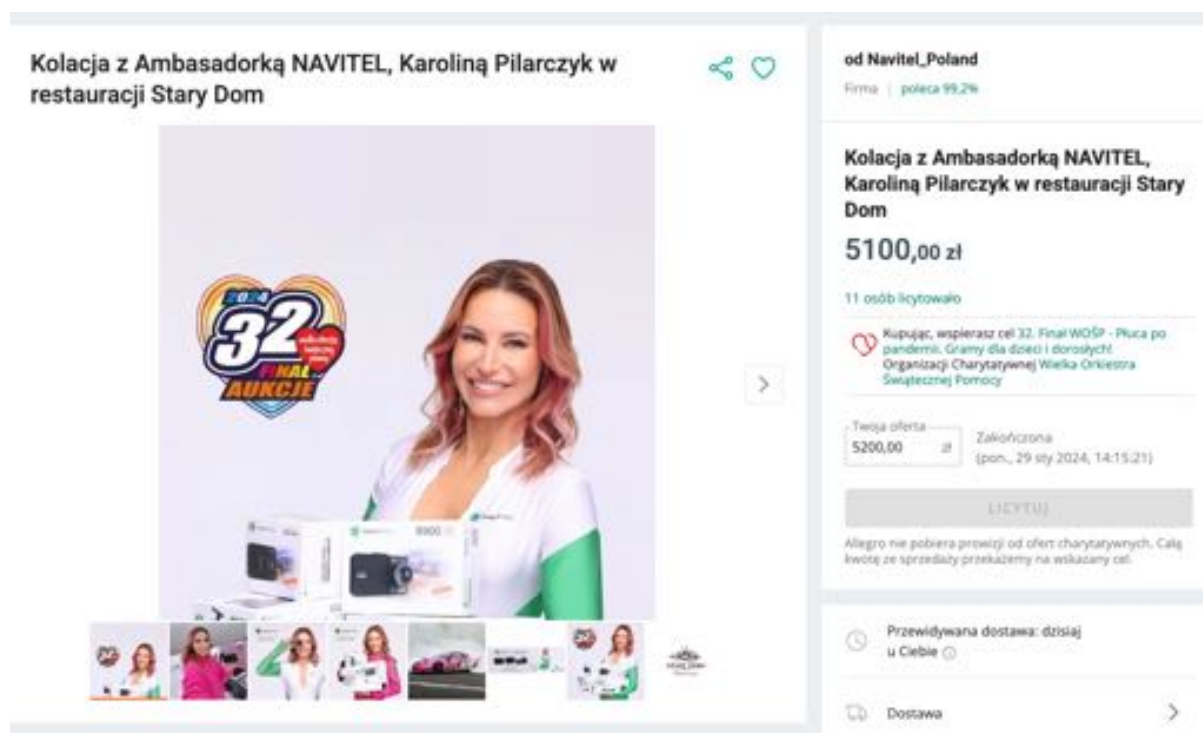 Kolacja z Ambasadorką NAVITEL, Karoliną Pilarczyk w
restauracji Stary Dom
2024
32
FINAŁ
AUKCJE
8900
od Navitel_Poland
Firma | poleca 99,2%
Kolacja z Ambasadorką NAVITEL,
Karoliną Pilarczyk w restauracji Stary
Dom
5100,00 zł
11 osób licytowało
Kupując, wspierasz cel 32. Finał WOŚP - Płuca po
pandemii. Gramy dla dzieci i dorosłych!
Organizacji Charytatywnej Wielka Orkiestra
Świątecznej Pomocy
Twoja oferta
5200,00 zł
Zakończona
(pon., 29 sty 2024, 14:15:21)
LICYTUJ
Allegro nie pobiera prowizji od ofert charytatywnych. Całą
kwotę ze sprzedaży przekażemy na wskazany cel.
Przewidywana dostawa: dzisiaj
u Ciebie
Dostawa